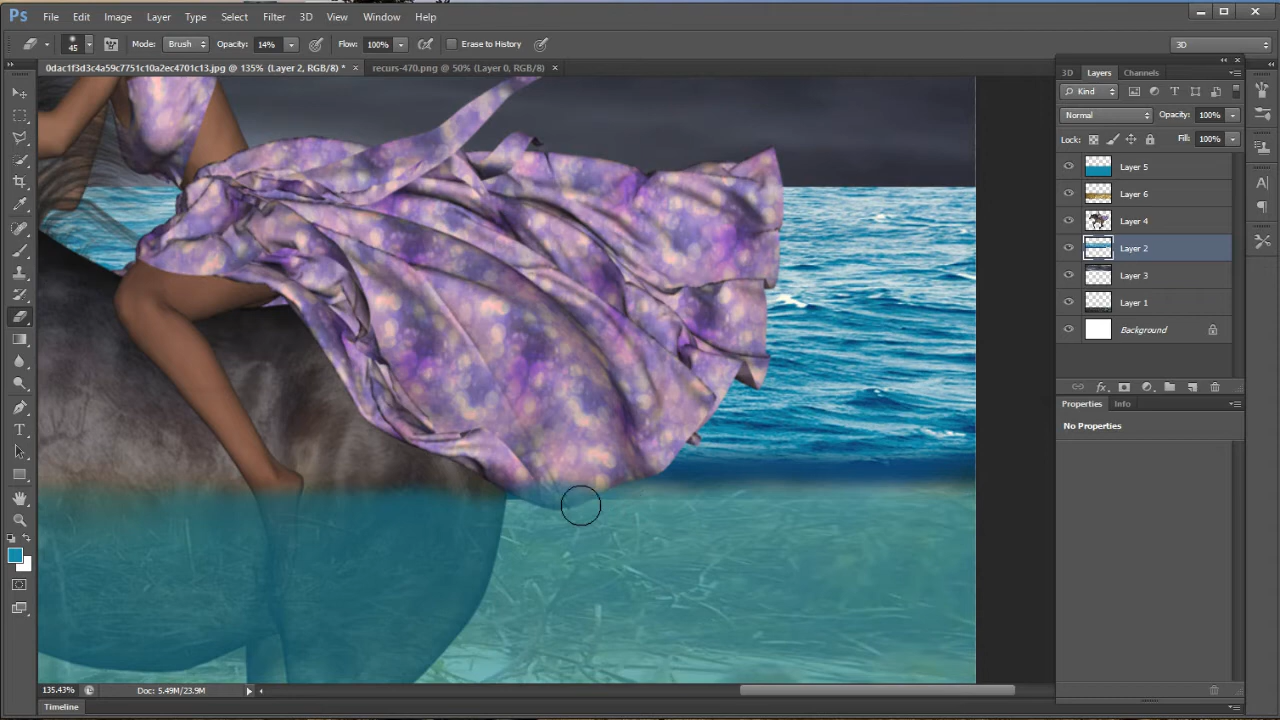 Ps File Edit Image Layer Type Select Filter 3D View Window Help
45 Mode: Brush Opacity: 14% Flow: 100% Erase to History 3D
0dac1f3d3c4a59c7751c10a2ec4701c13.jpg @ 135% (Layer 2, RGB/8) * × recurs-470.png @ 50% (Layer 0, RGB/8) ×
3D Layers Channels
Kind
Normal Opacity: 100%
Lock: Fill: 100%
Layer 5
Layer 6
Layer 4
Layer 2
Layer 3
Layer 1
Background
fx
Properties Info
No Properties
135.43% Doc: 5.49M/23.9M
Timeline